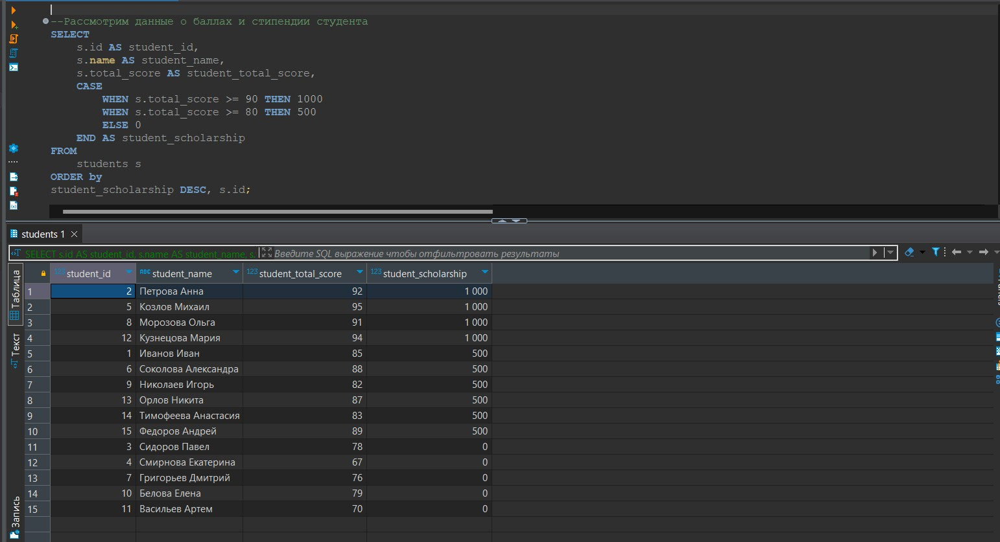 --Рассмотрим данные о баллах и стипендии студента
SELECT
s.id AS student_id,
s.name AS student_name,
s.total_score AS student_total_score,
CASE
WHEN s.total_score >= 90 THEN 1000
WHEN s.total_score >= 80 THEN 500
ELSE 0
END AS student_scholarship
FROM
students s
ORDER by
student_scholarship DESC, s.id;
students 1
SELECT s.id AS student_id, s.name AS student_name, s. Введите SQL выражение чтобы отфильтровать результаты
Таблица
Текст
Запись
123 student_id ABC student_name 123 student_total_score 123 student_scholarship
1 2 Петрова Анна 92 1 000
2 5 Козлов Михаил 95 1 000
3 8 Морозова Ольга 91 1 000
4 12 Кузнецова Мария 94 1 000
5 1 Иванов Иван 85 500
6 6 Соколова Александра 88 500
7 9 Николаев Игорь 82 500
8 13 Орлов Никита 87 500
9 14 Тимофеева Анастасия 83 500
10 15 Федоров Андрей 89 500
11 3 Сидоров Павел 78 0
12 4 Смирнова Екатерина 67 0
13 7 Григорьев Дмитрий 76 0
14 10 Белова Елена 79 0
15 11 Васильев Артем 70 0